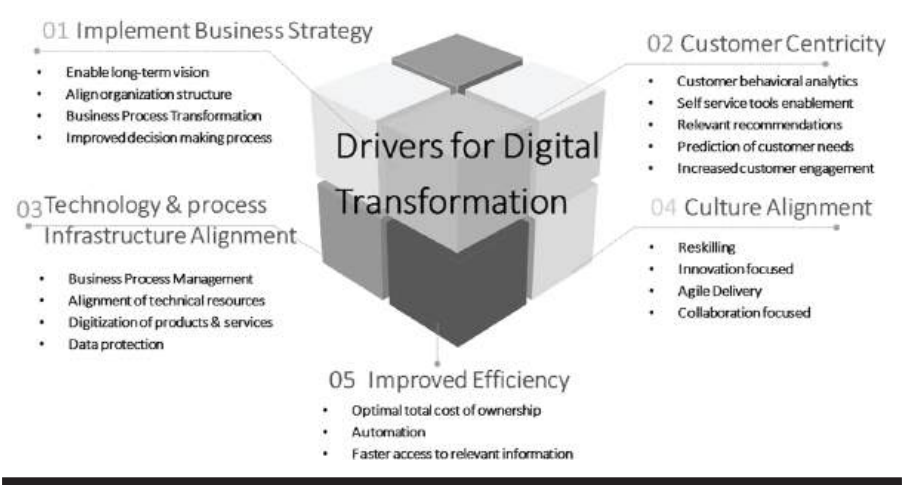 01 Implement Business Strategy
• Enable long-term vision
• Align organization structure
• Business Process Transformation
• Improved decision making process
02 Customer Centricity
• Customer behavioral analytics
• Self service tools enablement
• Relevant recommendations
• Prediction of customer needs
• Increased customer engagement
Drivers for Digital
Transformation
03 Technology & process
Infrastructure Alignment
• Business Process Management
• Alignment of technical resources
• Digitization of products & services
• Data protection
04 Culture Alignment
• Reskilling
• Innovation focused
• Agile Delivery
• Collaboration focused
05 Improved Efficiency
• Optimal total cost of ownership
• Automation
• Faster access to relevant information